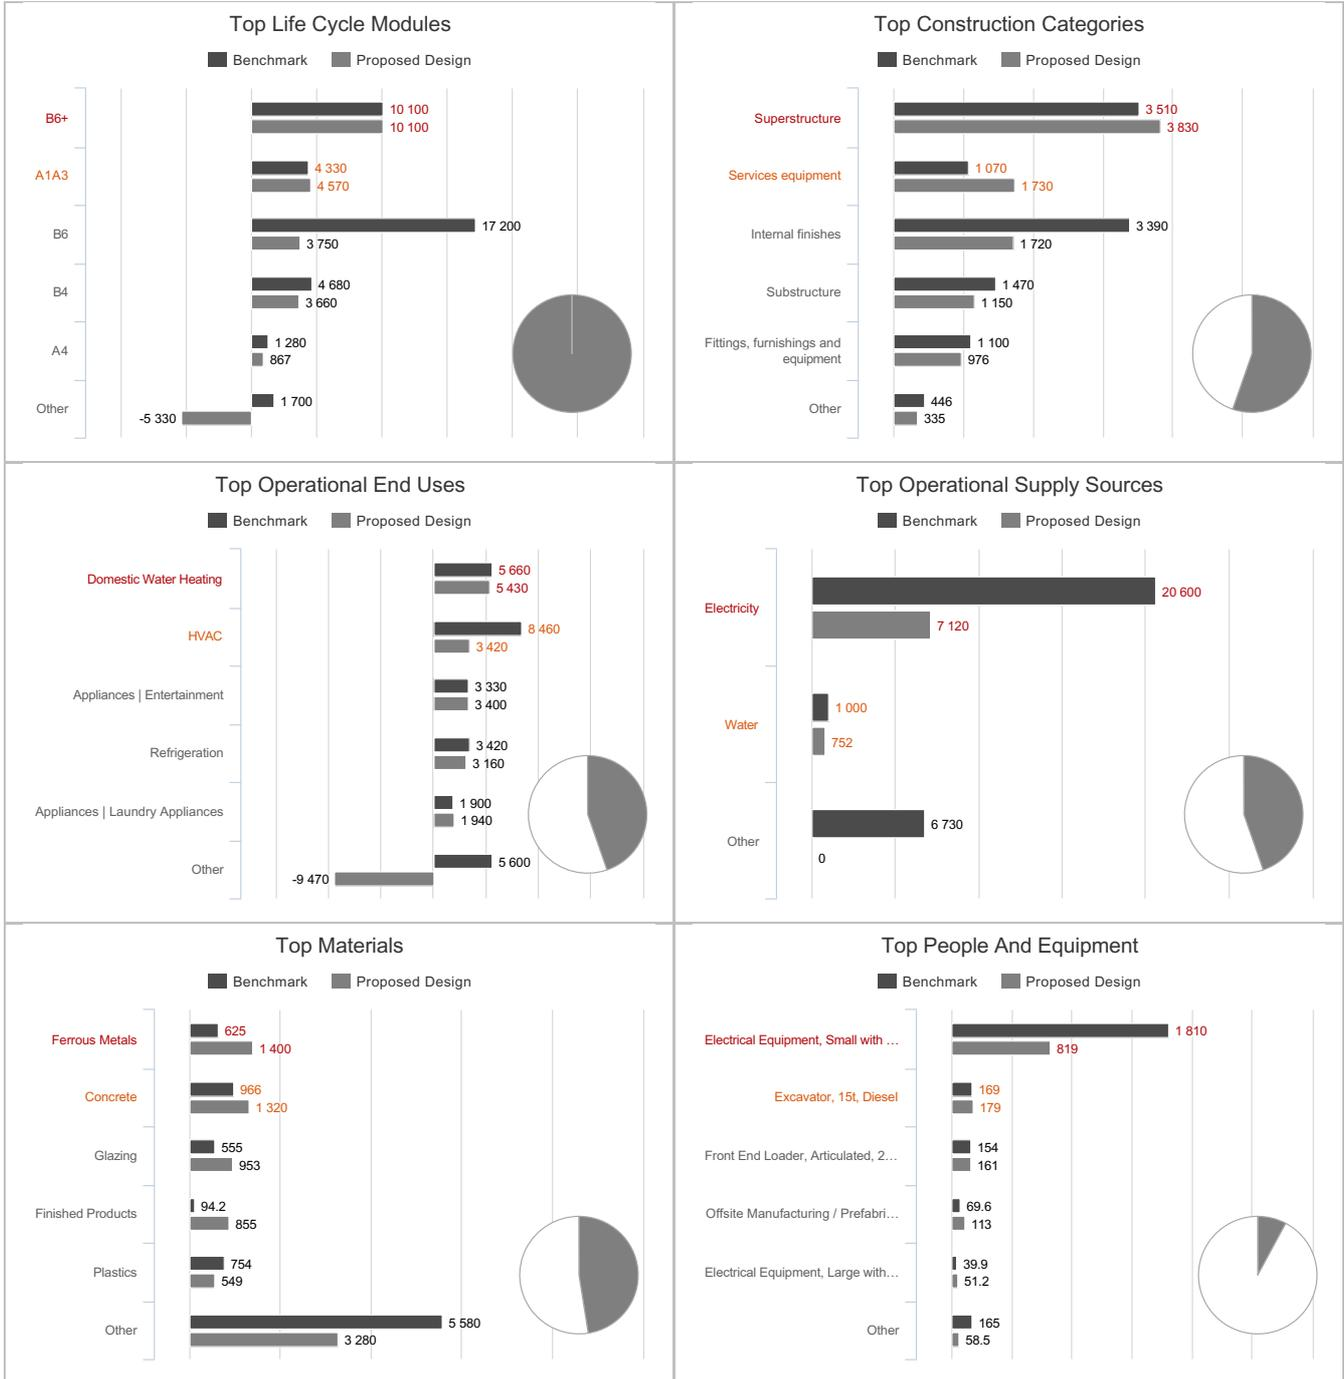 Top Life Cycle Modules
Benchmark Proposed Design
B6+
10 100
10 100
A1A3
4 330
4 570
B6
17 200
3 750
B4
4 680
3 660
A4
1 280
867
Other
1 700
-5 330
Top Construction Categories
Benchmark Proposed Design
Superstructure
3 510
3 830
Services equipment
1 070
1 730
Internal finishes
3 390
1 720
Substructure
1 470
1 150
Fittings, furnishings and
equipment
1 100
976
Other
446
335
Top Operational End Uses
Benchmark Proposed Design
Domestic Water Heating
5 660
5 430
HVAC
8 460
3 420
Appliances | Entertainment
3 330
3 400
Refrigeration
3 420
3 160
Appliances | Laundry Appliances
1 900
1 940
Other
5 600
-9 470
Top Operational Supply Sources
Benchmark Proposed Design
Electricity
20 600
7 120
Water
1 000
752
Other
6 730
0
Top Materials
Benchmark Proposed Design
Ferrous Metals
625
1 400
Concrete
966
1 320
Glazing
555
953
Finished Products
94.2
855
Plastics
754
549
Other
5 580
3 280
Top People And Equipment
Benchmark Proposed Design
Electrical Equipment, Small with ...
1 810
819
Excavator, 15t, Diesel
169
179
Front End Loader, Articulated, 2...
154
161
Offsite Manufacturing / Prefabri...
69.6
113
Electrical Equipment, Large with...
39.9
51.2
Other
165
58.5